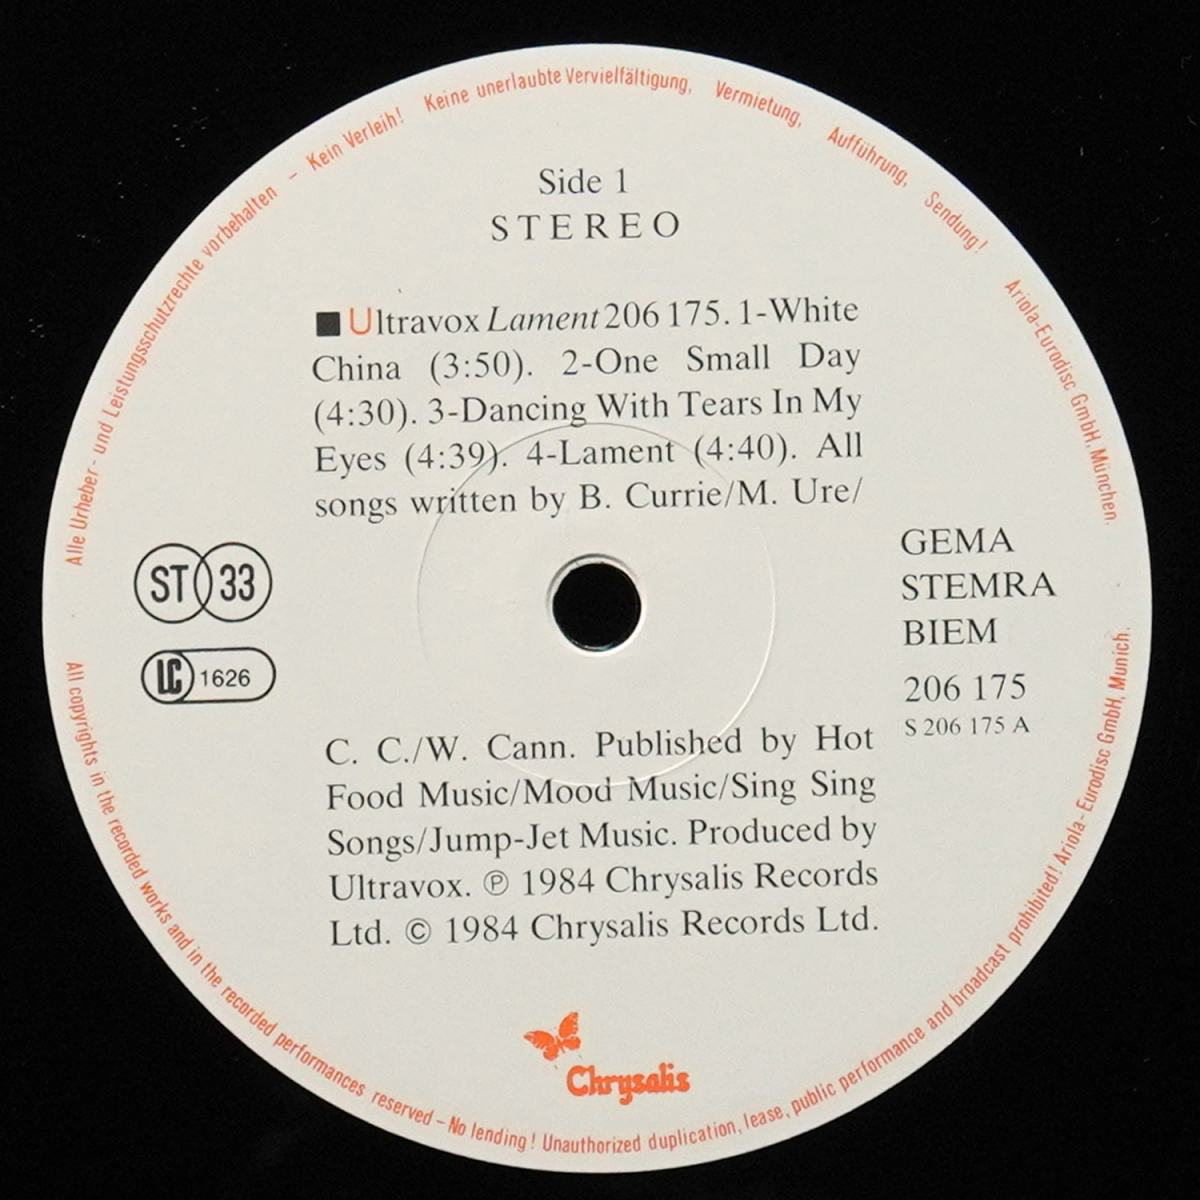 Alle Urheber- und Leistungsschutzrechte vorbehalten – Kein Verleih! Keine unerlaubte Vervielfältigung, Vermietung, Aufführung, Sendung! Ariola-Eurodisc GmbH, München.
Side 1
STEREO
■ Ultravox Lament 206 175. 1-White
China (3:50). 2-One Small Day
(4:30). 3-Dancing With Tears In My
Eyes (4:39). 4-Lament (4:40). All
songs written by B. Currie/M. Ure/
ST 33
LC 1626
GEMA
STEMRA
BIEM
206 175
S 206 175 A
C. C./W. Cann. Published by Hot
Food Music/Mood Music/Sing Sing
Songs/Jump-Jet Music. Produced by
Ultravox. ℗ 1984 Chrysalis Records
Ltd. © 1984 Chrysalis Records Ltd.
Chrysalis
All copyrights in the recorded works and in the recorded performances reserved – No lending! Unauthorized duplication, lease, public performance and broadcast prohibited! Ariola-Eurodisc GmbH, Munich.